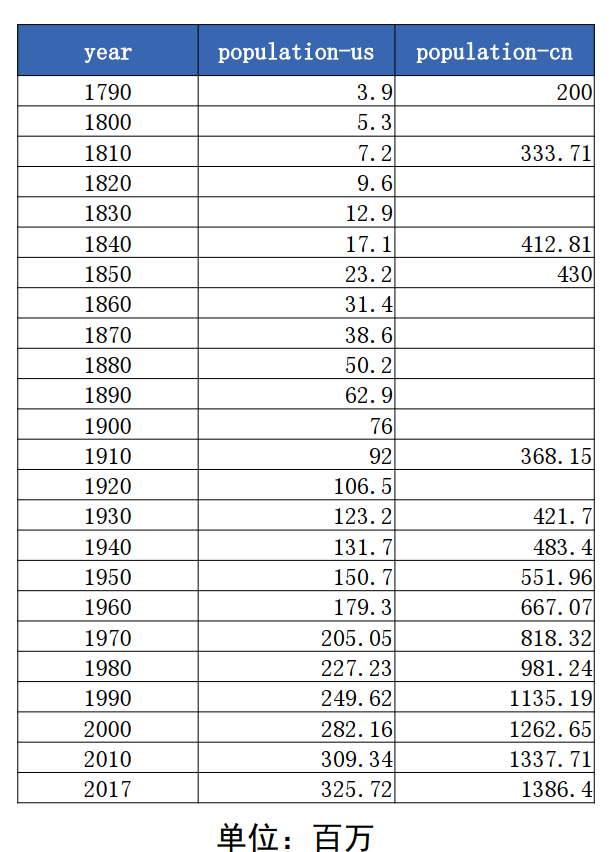 year population-us population-cn
1790 3.9 200
1800 5.3
1810 7.2 333.71
1820 9.6
1830 12.9
1840 17.1 412.81
1850 23.2 430
1860 31.4
1870 38.6
1880 50.2
1890 62.9
1900 76
1910 92 368.15
1920 106.5
1930 123.2 421.7
1940 131.7 483.4
1950 150.7 551.96
1960 179.3 667.07
1970 205.05 818.32
1980 227.23 981.24
1990 249.62 1135.19
2000 282.16 1262.65
2010 309.34 1337.71
2017 325.72 1386.4
单位：百万